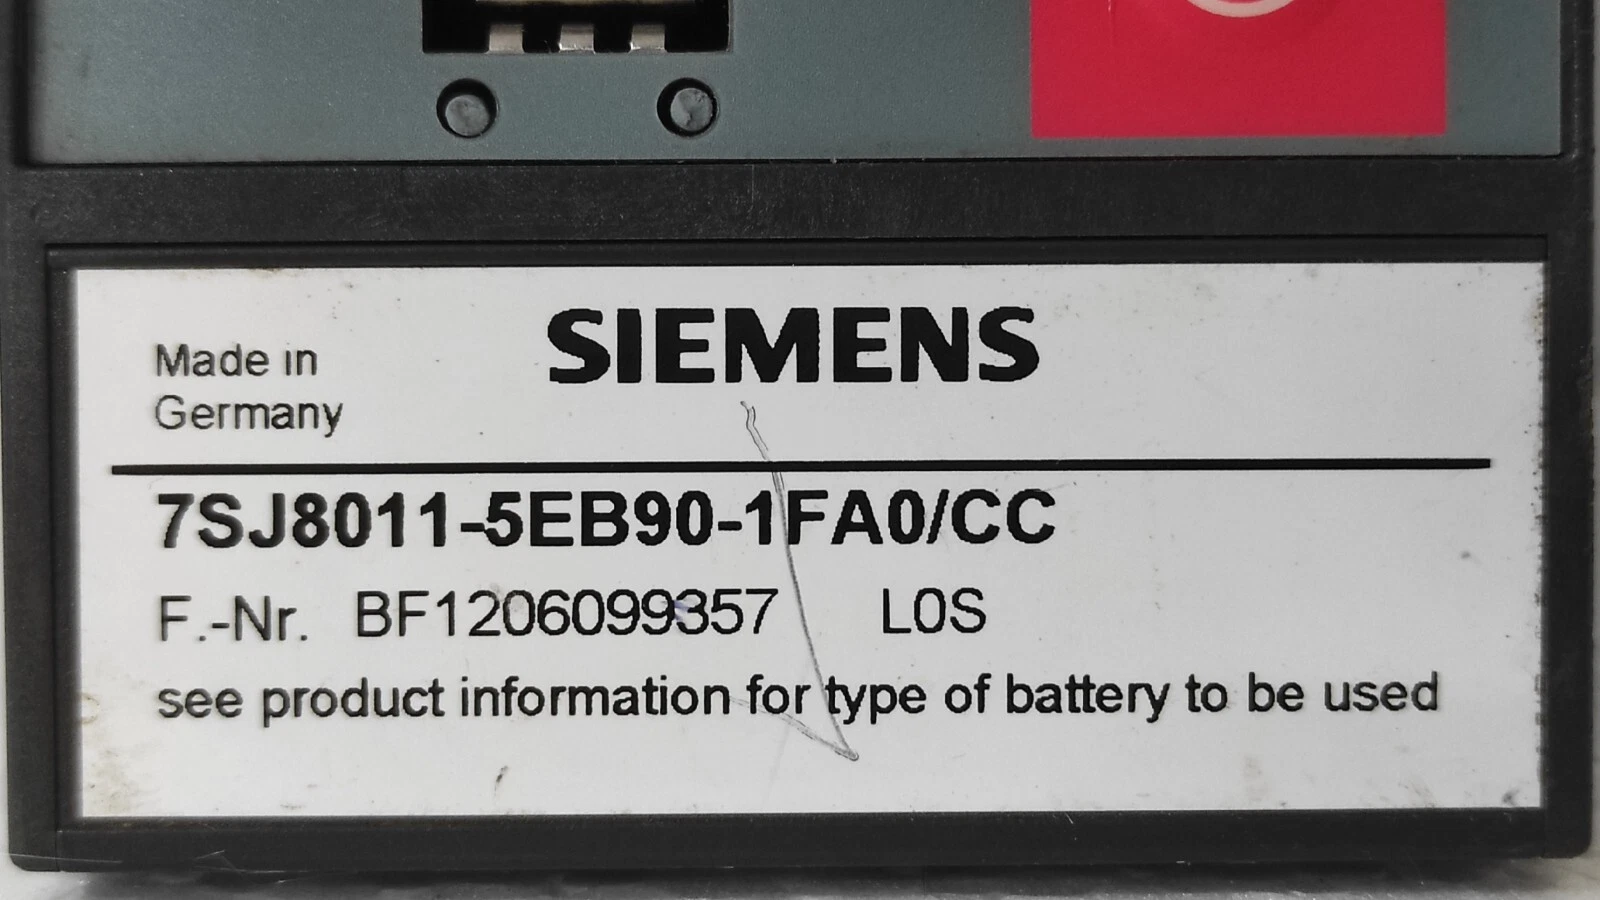 SIEMENS
Made in
Germany
7SJ8011-5EB90-1FA0/CC
F.-Nr. BF1206099357 L0S
see product information for type of battery to be used